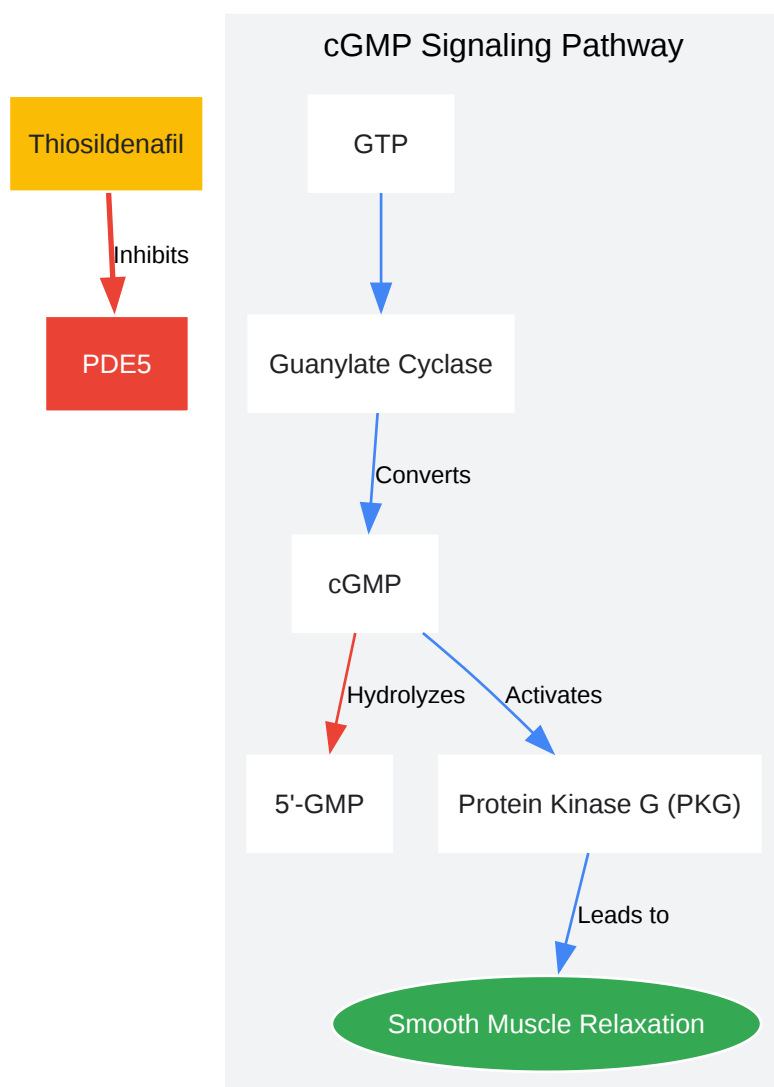 cGMP Signaling Pathway
Thiosildenafil
GTP
Inhibits
PDE5
Guanylate Cyclase
Converts
cGMP
Hydrolyzes
Activates
5'-GMP
Protein Kinase G (PKG)
Leads to
Smooth Muscle Relaxation